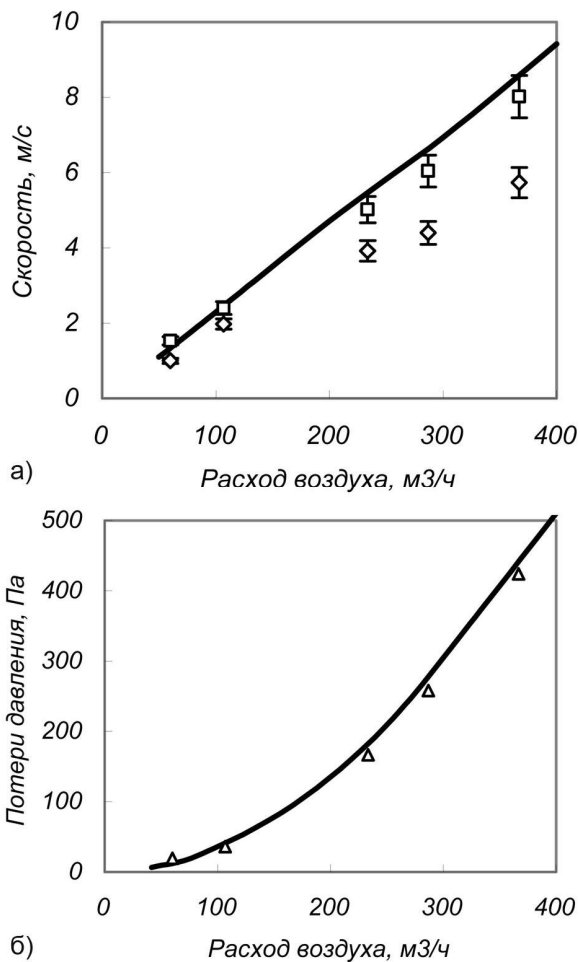 10
8
6
4
2
0
Скорость, м/с
0 100 200 300 400
а)
Расход воздуха, м3/ч
500
400
300
200
100
0
Потери давления, Па
0 100 200 300 400
б)
Расход воздуха, м3/ч